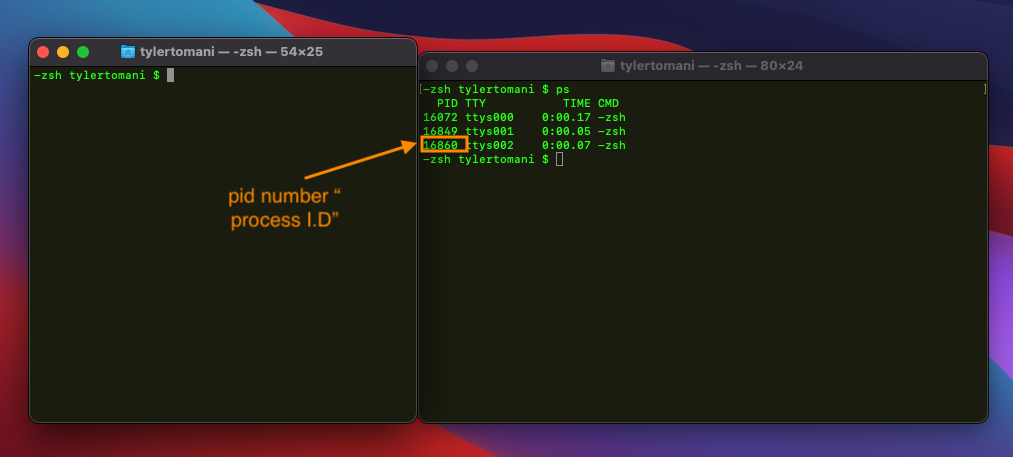 tylertomani — -zsh — 54×25
-zsh tylertomani $
tylertomani — -zsh — 80×24
[-zsh tylertomani $ ps ]
PID TTY TIME CMD
16072 ttys000 0:00.17 -zsh
16849 ttys001 0:00.05 -zsh
16860 ttys002 0:00.07 -zsh
-zsh tylertomani $
pid number “
process I.D”